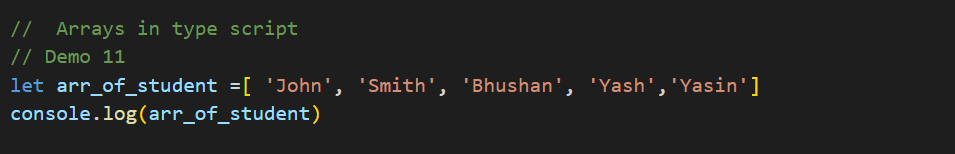 //  Arrays in type script
// Demo 11
let arr_of_student =[ 'John', 'Smith', 'Bhushan', 'Yash','Yasin']
console.log(arr_of_student)